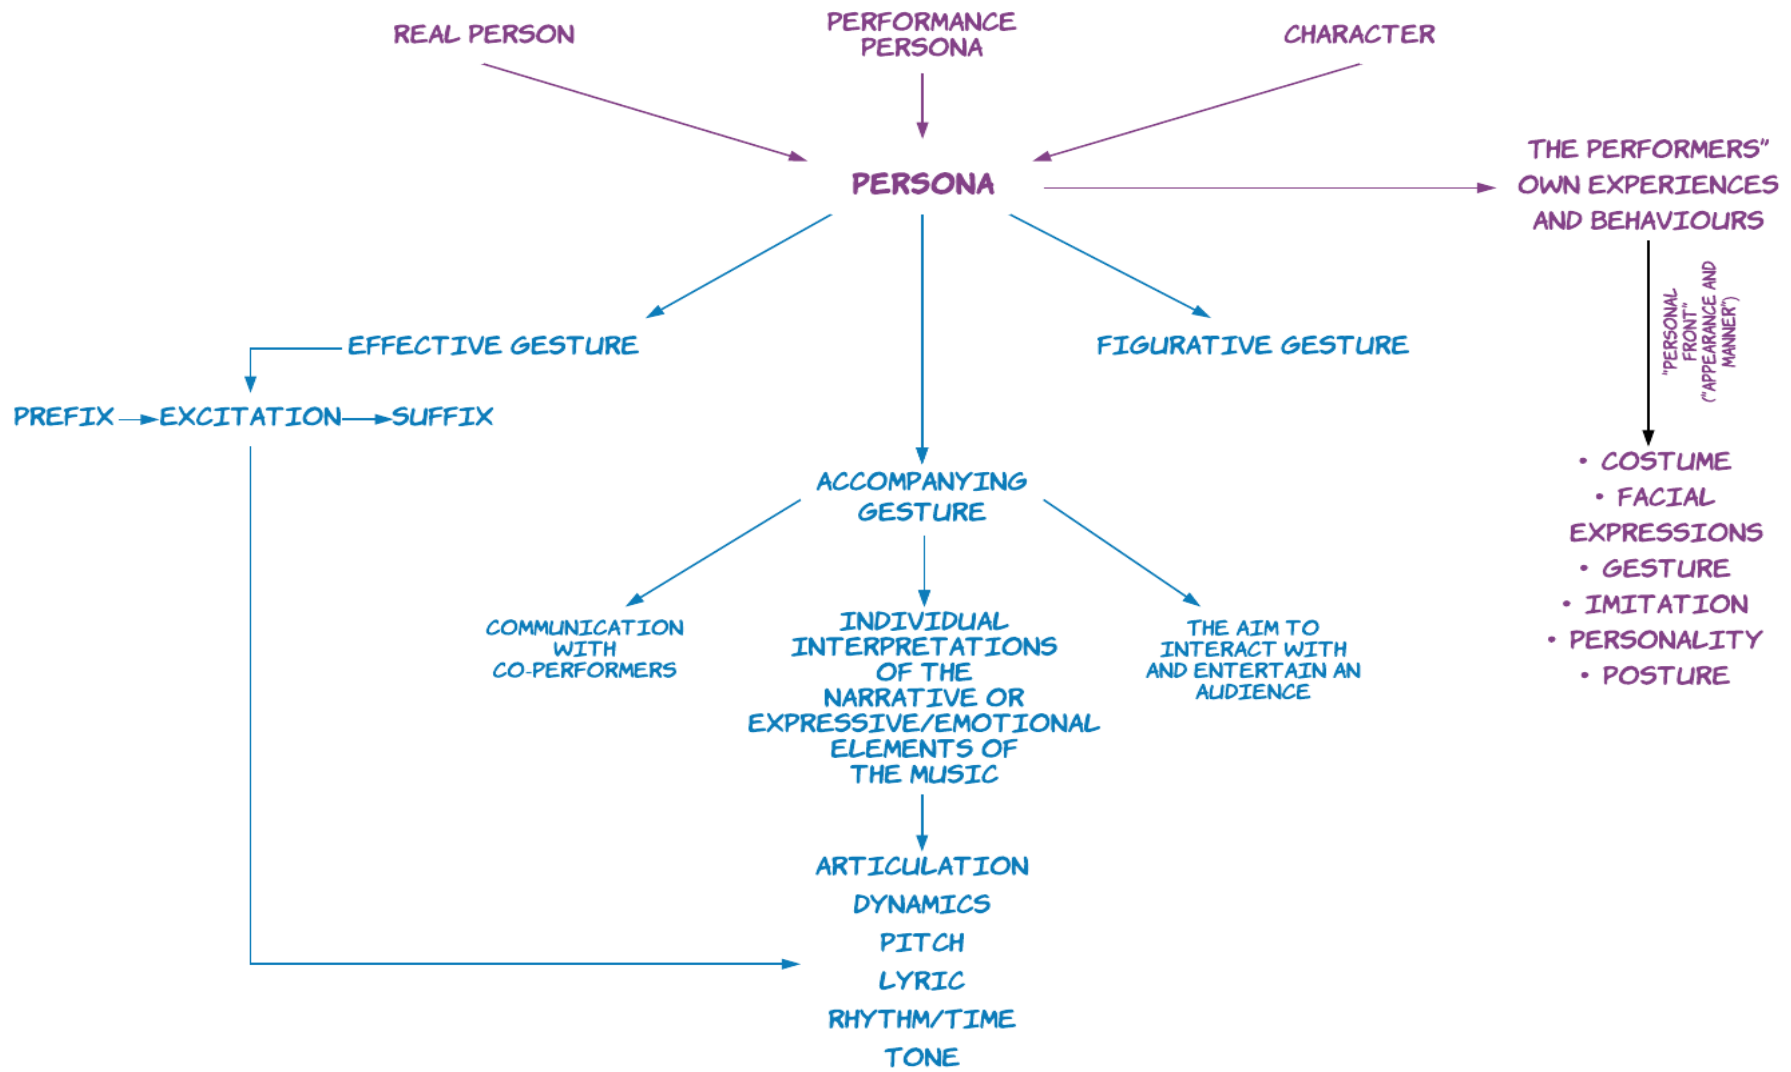 REAL PERSON
PERFORMANCE
PERSONA
CHARACTER
PERSONA
THE PERFORMERS"
OWN EXPERIENCES
AND BEHAVIOURS
"PERSONAL
FRONT"
("APPEARANCE AND
MANNER")
EFFECTIVE GESTURE
FIGURATIVE GESTURE
PREFIX
EXCITATION
SUFFIX
ACCOMPANYING
GESTURE
• COSTUME
• FACIAL
EXPRESSIONS
• GESTURE
• IMITATION
• PERSONALITY
• POSTURE
COMMUNICATION
WITH
CO-PERFORMERS
INDIVIDUAL
INTERPRETATIONS
OF THE
NARRATIVE OR
EXPRESSIVE/EMOTIONAL
ELEMENTS OF
THE MUSIC
THE AIM TO
INTERACT WITH
AND ENTERTAIN AN
AUDIENCE
ARTICULATION
DYNAMICS
PITCH
LYRIC
RHYTHM/TIME
TONE